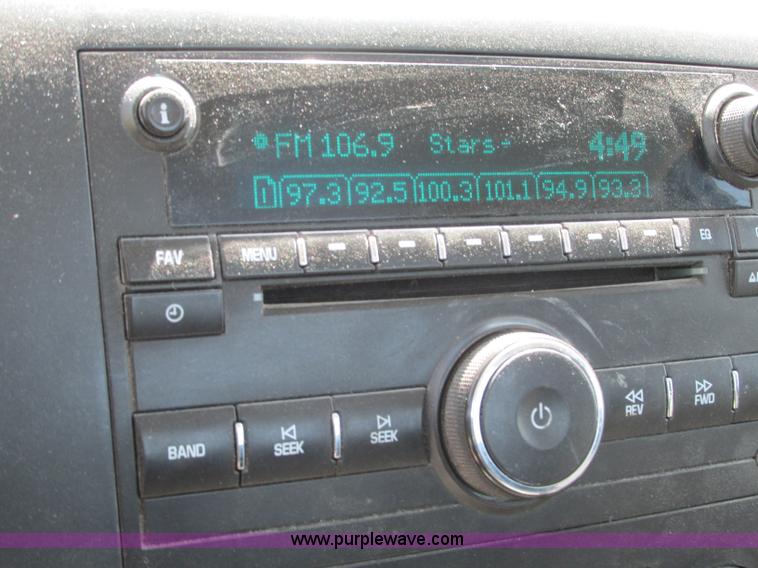 i
FM 106.9 Stars- 4:49
1 97.3 92.5 100.3 101.1 94.9 93.3
FAV MENU EQ
BAND SEEK SEEK REV FWD
www.purplewave.com